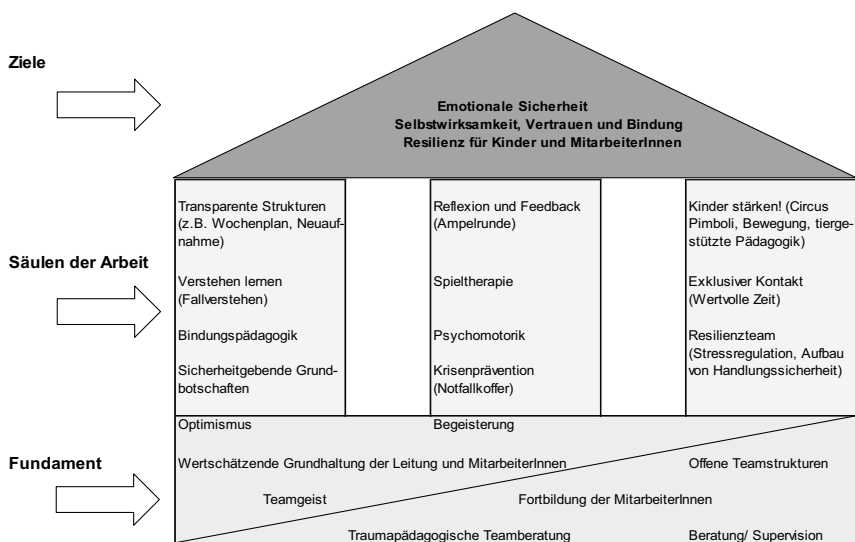 Ziele
Emotionale Sicherheit
Selbstwirksamkeit, Vertrauen und Bindung
Resilienz für Kinder und MitarbeiterInnen
Säulen der Arbeit
Transparente Strukturen
(z.B. Wochenplan, Neuauf-
nahme)
Verstehen lernen
(Fallverstehen)
Bindungspädagogik
Sicherheitgebende Grund-
botschaften
Reflexion und Feedback
(Ampelrunde)
Spieltherapie
Psychomotorik
Krisenprävention
(Notfallkoffer)
Kinder stärken! (Circus
Pimboli, Bewegung, tierge-
stützte Pädagogik)
Exklusiver Kontakt
(Wertvolle Zeit)
Resilienzteam
(Stressregulation, Aufbau
von Handlungssicherheit)
Fundament
Optimismus
Begeisterung
Wertschätzende Grundhaltung der Leitung und MitarbeiterInnen
Offene Teamstrukturen
Teamgeist
Fortbildung der MitarbeiterInnen
Traumapädagogische Teamberatung
Beratung/ Supervision